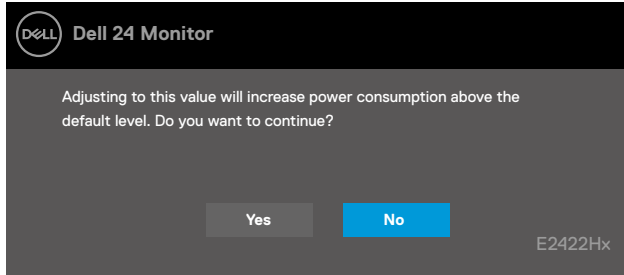 DELL Dell 24 Monitor
Adjusting to this value will increase power consumption above the
default level. Do you want to continue?
Yes No
E2422Hx